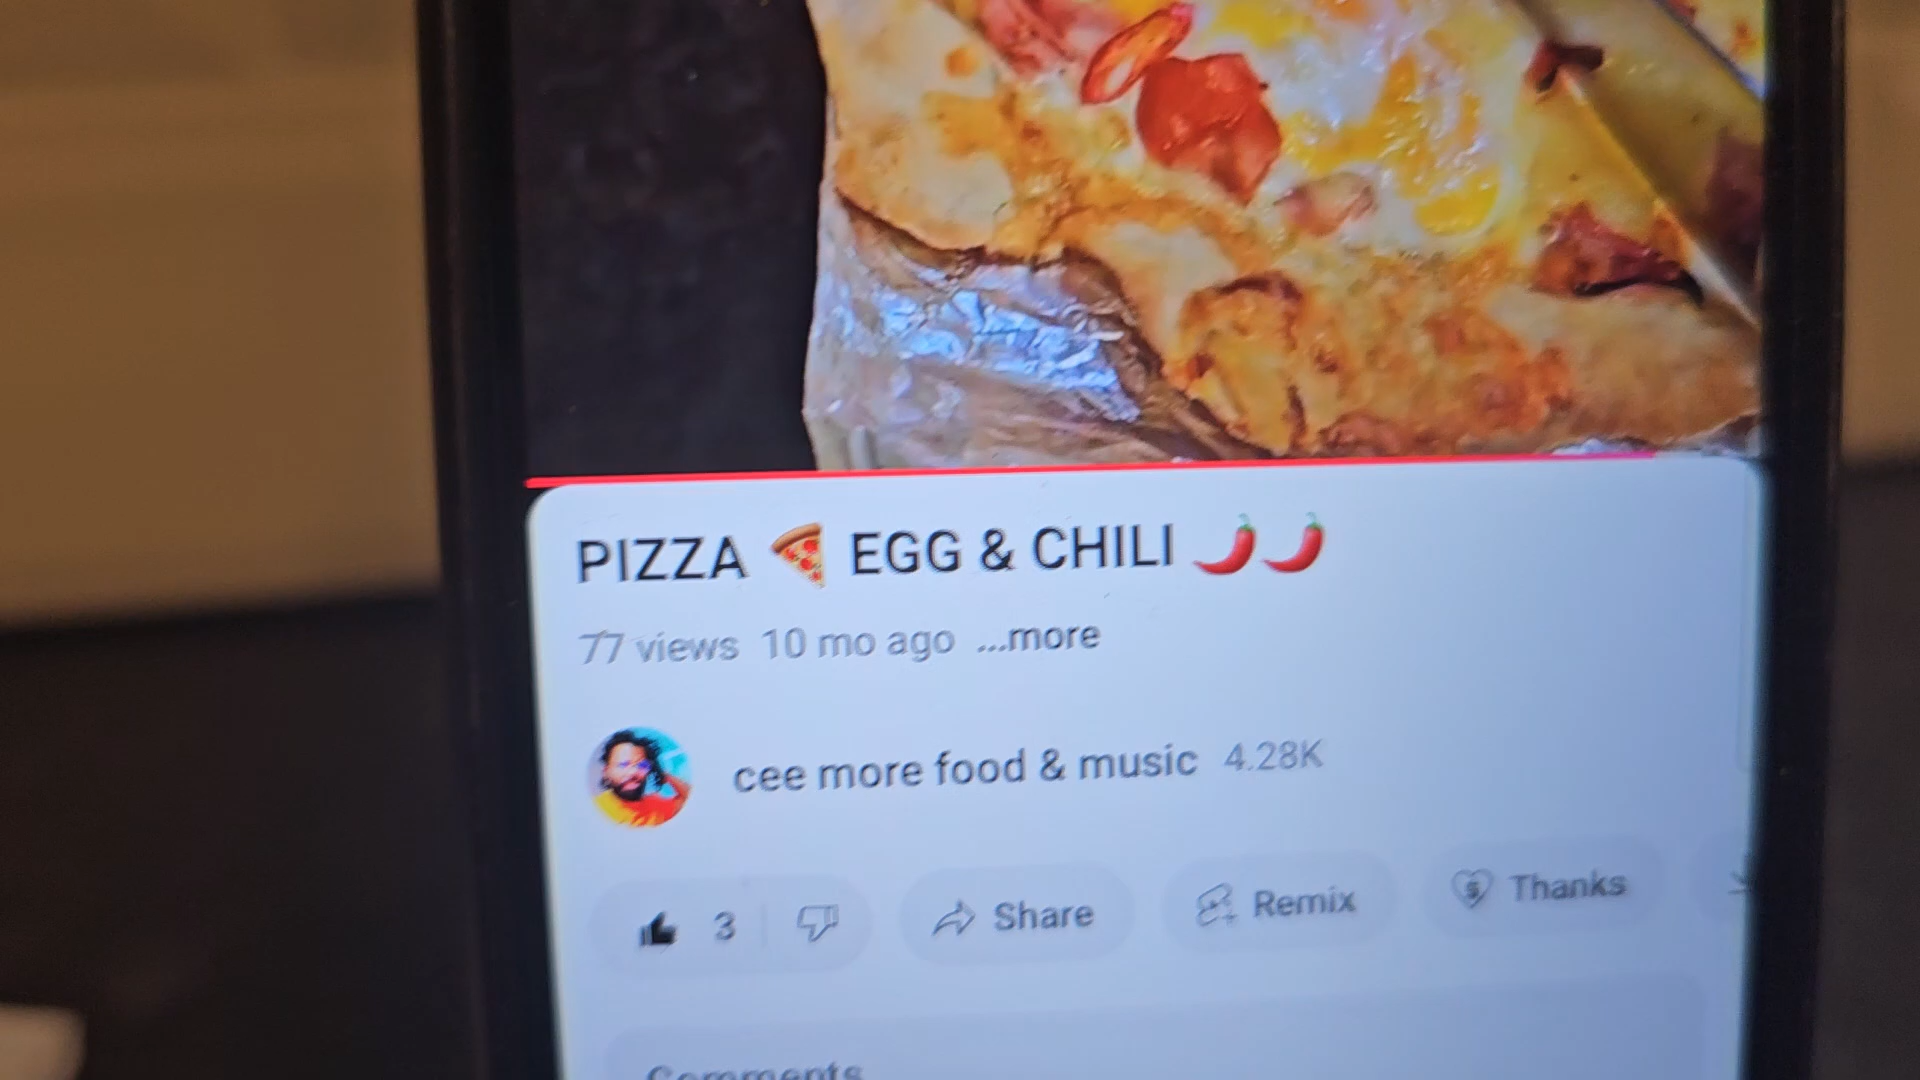 PIZZA 🍕 EGG & CHILI 🌶️🌶️
77 views 10 mo ago ...more
cee more food & music 4.28K
3 Share Remix Thanks
Comments